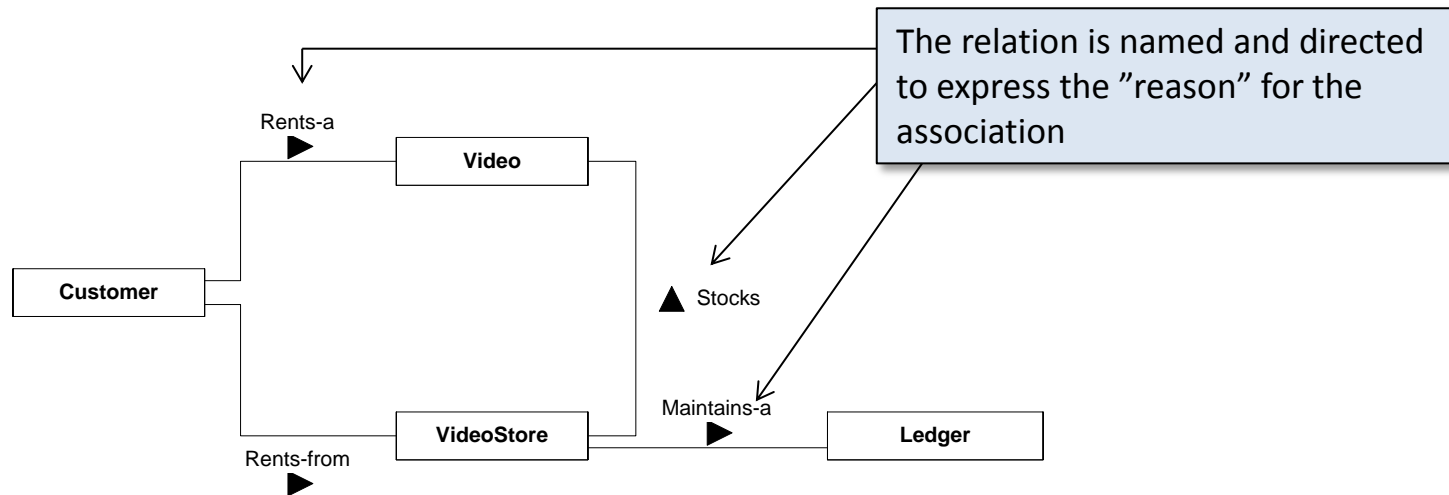 The relation is named and directed
to express the ”reason” for the
association
Rents-a
Video
Customer
Stocks
Maintains-a
VideoStore
Ledger
Rents-from